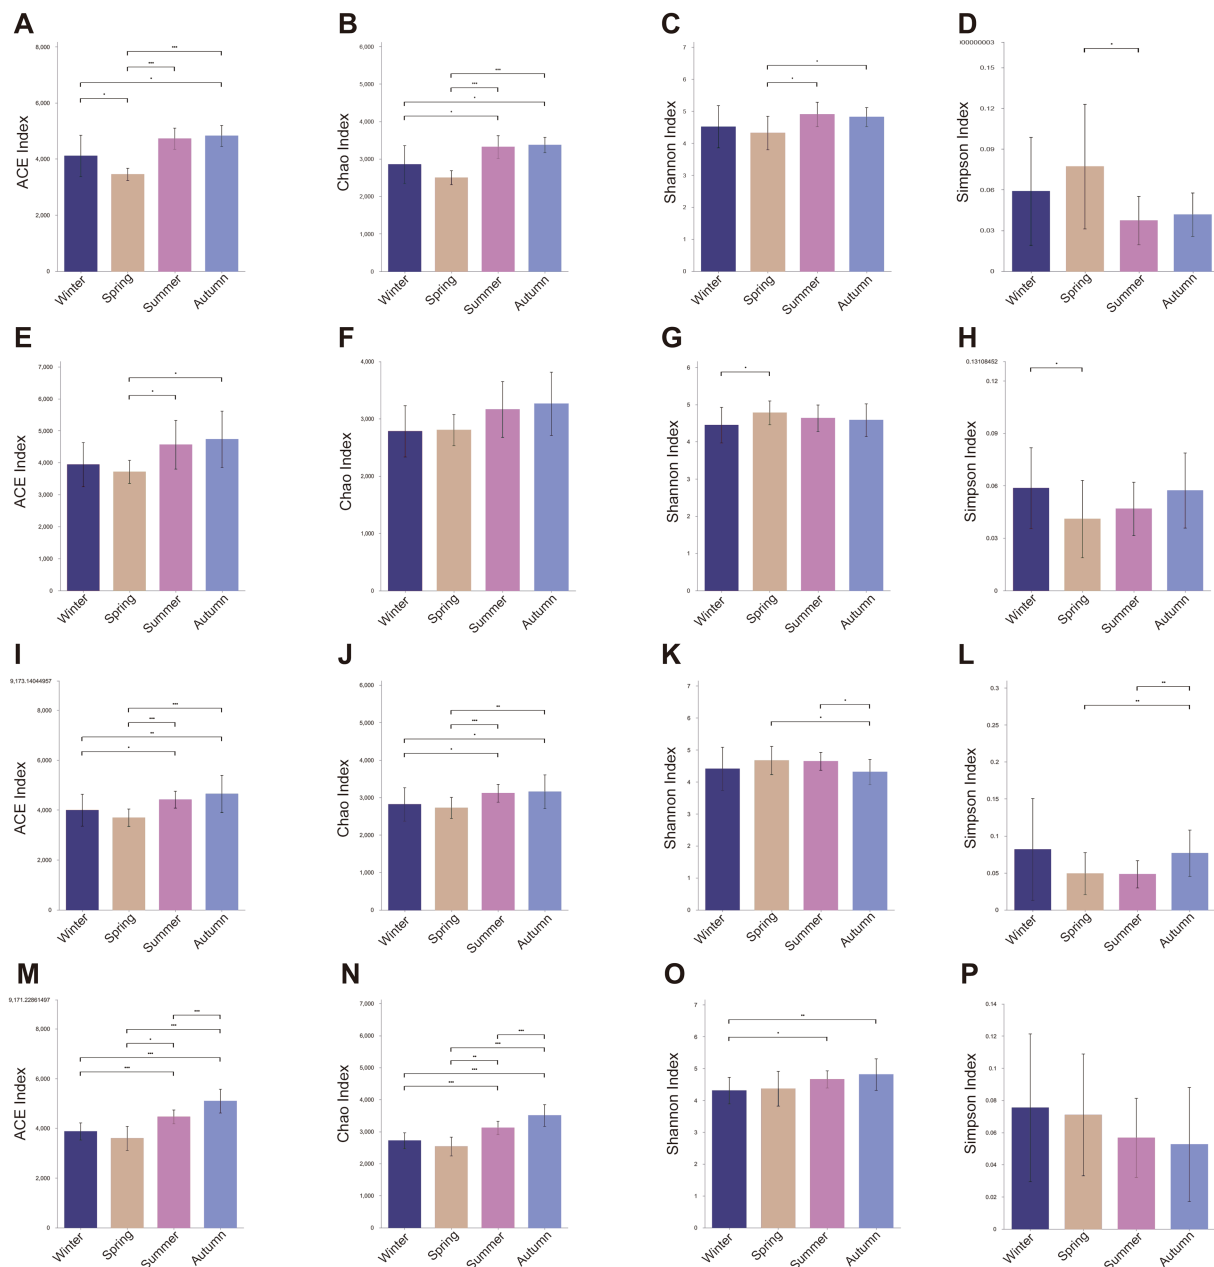 A
ACE Index
8,000
6,000
4,000
2,000
0
***
***
*
*
Winter
Spring
Summer
Autumn
B
Chao Index
6,000
5,000
4,000
3,000
2,000
1,000
0
***
***
*
*
Winter
Spring
Summer
Autumn
C
Shannon Index
7
6
5
4
3
2
1
0
*
*
Winter
Spring
Summer
Autumn
D
Simpson Index
0.15
0.12
0.09
0.06
0.03
0
*
Winter
Spring
Summer
Autumn
E
ACE Index
7,000
6,000
5,000
4,000
3,000
2,000
1,000
0
*
*
Winter
Spring
Summer
Autumn
F
Chao Index
4,000
3,000
2,000
1,000
0
Winter
Spring
Summer
Autumn
G
Shannon Index
6
5
4
3
2
1
0
*
Winter
Spring
Summer
Autumn
H
Simpson Index
0.13108452
0.12
0.09
0.06
0.03
0
*
Winter
Spring
Summer
Autumn
I
ACE Index
9,173.14044957
8,000
6,000
4,000
2,000
0
***
***
**
*
Winter
Spring
Summer
Autumn
J
Chao Index
6,000
5,000
4,000
3,000
2,000
1,000
0
**
***
*
*
Winter
Spring
Summer
Autumn
K
Shannon Index
7
6
5
4
3
2
1
0
*
*
Winter
Spring
Summer
Autumn
L
Simpson Index
0.3
0.25
0.2
0.15
0.1
0.05
0
**
**
Winter
Spring
Summer
Autumn
M
ACE Index
9,171.22861497
8,000
6,000
4,000
2,000
0
***
***
*
***
***
Winter
Spring
Summer
Autumn
N
Chao Index
7,000
6,000
5,000
4,000
3,000
2,000
1,000
0
***
***
**
***
***
Winter
Spring
Summer
Autumn
O
Shannon Index
7
6
5
4
3
2
1
0
**
*
Winter
Spring
Summer
Autumn
P
Simpson Index
0.14
0.12
0.1
0.08
0.06
0.04
0.02
0
Winter
Spring
Summer
Autumn